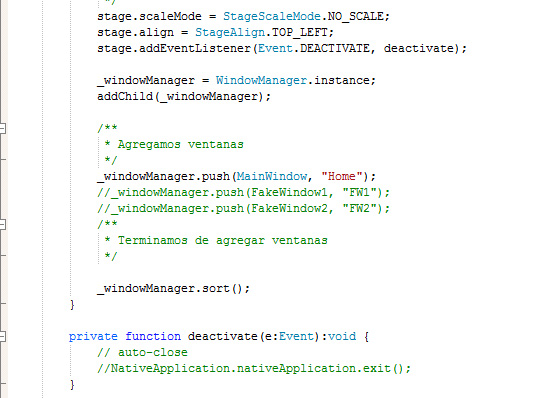 */
stage.scaleMode = StageScaleMode.NO_SCALE;
stage.align = StageAlign.TOP_LEFT;
stage.addEventListener(Event.DEACTIVATE, deactivate);
_windowManager = WindowManager.instance;
addChild(_windowManager);
/**
* Agregamos ventanas
*/
_windowManager.push(MainWindow, "Home");
//_windowManager.push(FakeWindow1, "FW1");
//_windowManager.push(FakeWindow2, "FW2");
/**
* Terminamos de agregar ventanas
*/
_windowManager.sort();
}
private function deactivate(e:Event):void {
// auto-close
//NativeApplication.nativeApplication.exit();
}